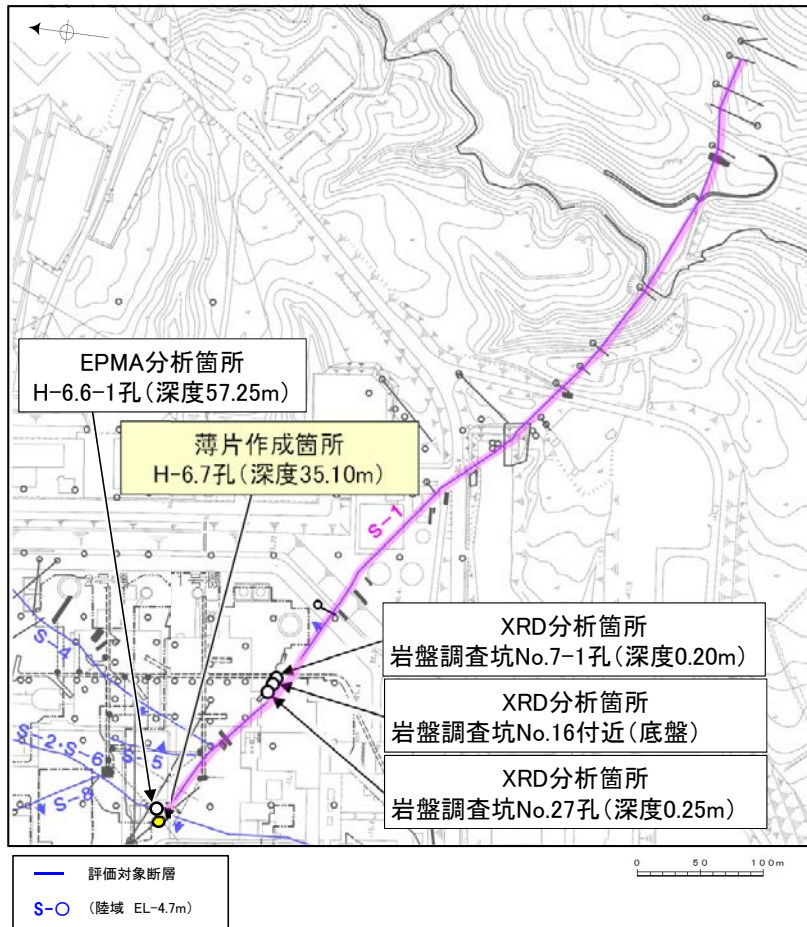 EPMA分析箇所
H-6.6-1孔(深度57.25m)
薄片作成箇所
H-6.7孔(深度35.10m)
S-1
XRD分析箇所
岩盤調査坑No.7-1孔(深度0.20m)
XRD分析箇所
岩盤調査坑No.16付近(底盤)
XRD分析箇所
岩盤調査坑No.27孔(深度0.25m)
S-4
S-2・S-6
S-5
S-8
評価対象断層
S-○ (陸域 EL-4.7m)
0 50 100m